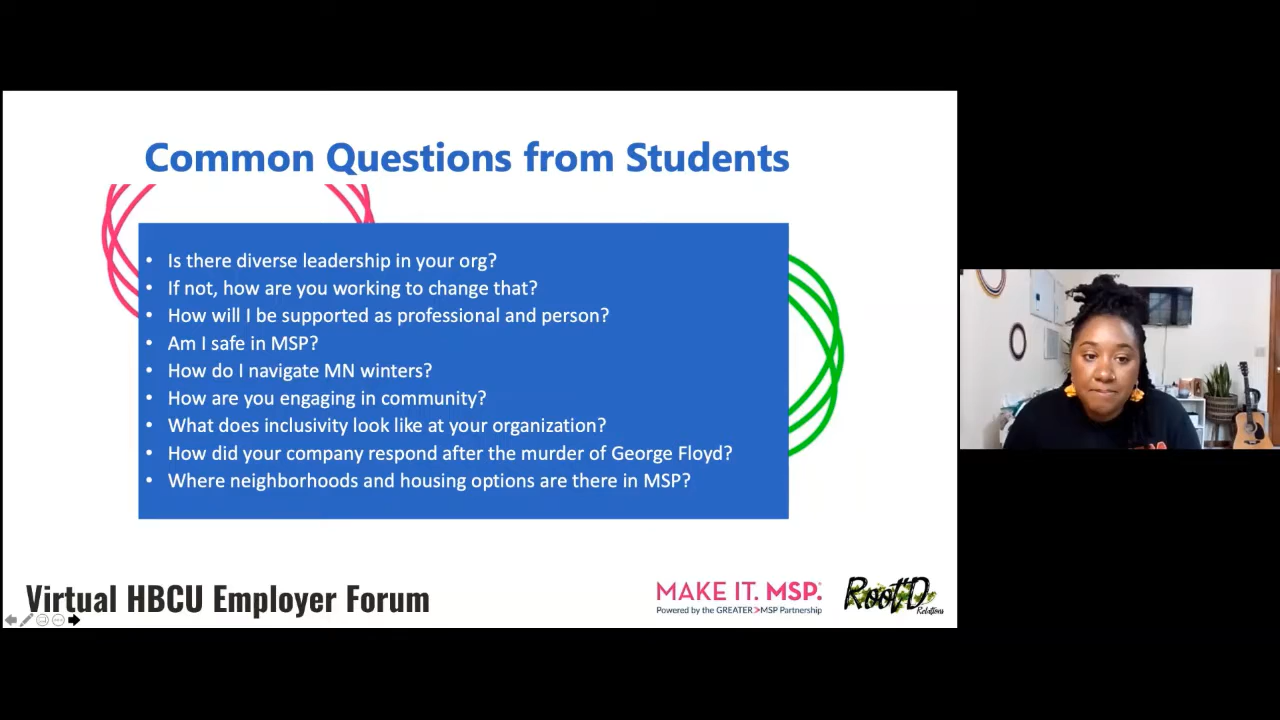 Common Questions from Students
• Is there diverse leadership in your org?
• If not, how are you working to change that?
• How will I be supported as professional and person?
• Am I safe in MSP?
• How do I navigate MN winters?
• How are you engaging in community?
• What does inclusivity look like at your organization?
• How did your company respond after the murder of George Floyd?
• Where neighborhoods and housing options are there in MSP?
Virtual HBCU Employer Forum
MAKE IT. MSP.
Powered by the GREATER>MSP Partnership
Root'D
Relations